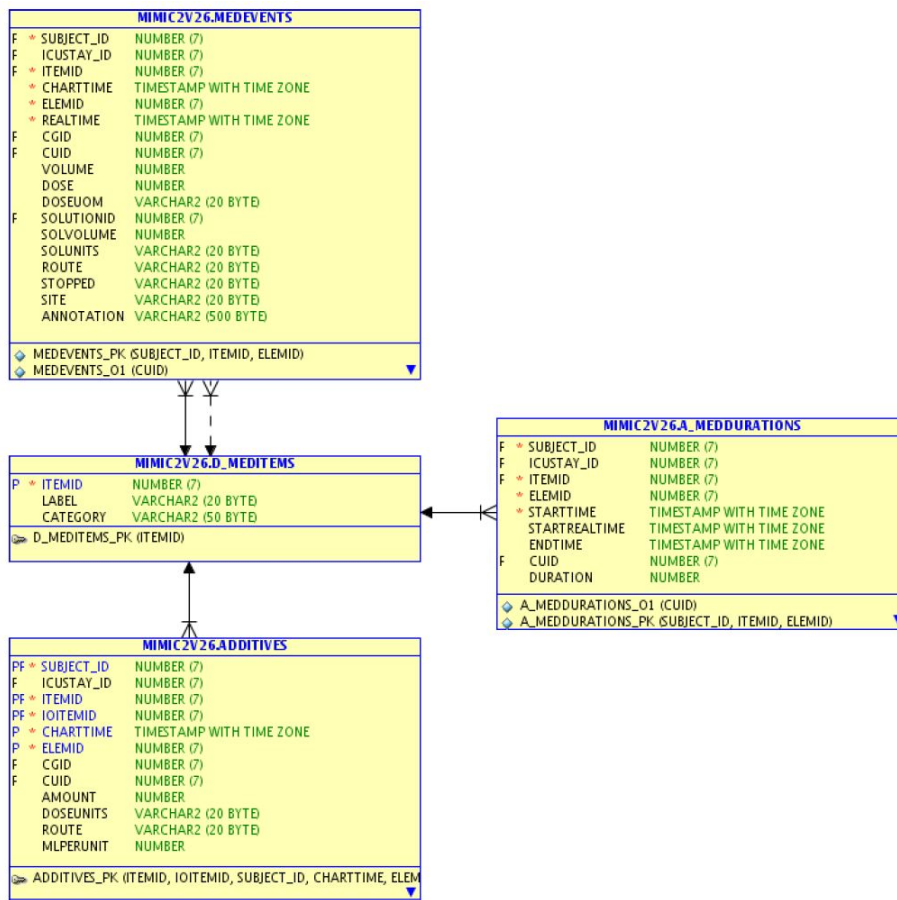 MIMIC2V26.MEDEVENTS
F * SUBJECT_ID NUMBER (7)
F ICUSTAY_ID NUMBER (7)
F * ITEMID NUMBER (7)
* CHARTTIME TIMESTAMP WITH TIME ZONE
* ELEMID NUMBER (7)
* REALTIME TIMESTAMP WITH TIME ZONE
F CGID NUMBER (7)
F CUID NUMBER (7)
VOLUME NUMBER
DOSE NUMBER
DOSEUOM VARCHAR2 (20 BYTE)
F SOLUTIONID NUMBER (7)
SOLVOLUME NUMBER
SOLUNITS VARCHAR2 (20 BYTE)
ROUTE VARCHAR2 (20 BYTE)
STOPPED VARCHAR2 (20 BYTE)
SITE VARCHAR2 (20 BYTE)
ANNOTATION VARCHAR2 (500 BYTE)
MEDEVENTS_PK (SUBJECT_ID, ITEMID, ELEMID)
MEDEVENTS_O1 (CUID)
MIMIC2V26.D_MEDITEMS
P * ITEMID NUMBER (7)
LABEL VARCHAR2 (20 BYTE)
CATEGORY VARCHAR2 (50 BYTE)
D_MEDITEMS_PK (ITEMID)
MIMIC2V26.A_MEDDURATIONS
F * SUBJECT_ID NUMBER (7)
F ICUSTAY_ID NUMBER (7)
F * ITEMID NUMBER (7)
* ELEMID NUMBER (7)
* STARTTIME TIMESTAMP WITH TIME ZONE
STARTREALTIME TIMESTAMP WITH TIME ZONE
ENDTIME TIMESTAMP WITH TIME ZONE
F CUID NUMBER (7)
DURATION NUMBER
A_MEDDURATIONS_O1 (CUID)
A_MEDDURATIONS_PK (SUBJECT_ID, ITEMID, ELEMID)
MIMIC2V26.ADDITIVES
PF * SUBJECT_ID NUMBER (7)
F ICUSTAY_ID NUMBER (7)
PF * ITEMID NUMBER (7)
PF * IOITEMID NUMBER (7)
P * CHARTTIME TIMESTAMP WITH TIME ZONE
P * ELEMID NUMBER (7)
F CGID NUMBER (7)
F CUID NUMBER (7)
AMOUNT NUMBER
DOSEUNITS VARCHAR2 (20 BYTE)
ROUTE VARCHAR2 (20 BYTE)
MLPERUNIT NUMBER
ADDITIVES_PK (ITEMID, IOITEMID, SUBJECT_ID, CHARTTIME, ELEM